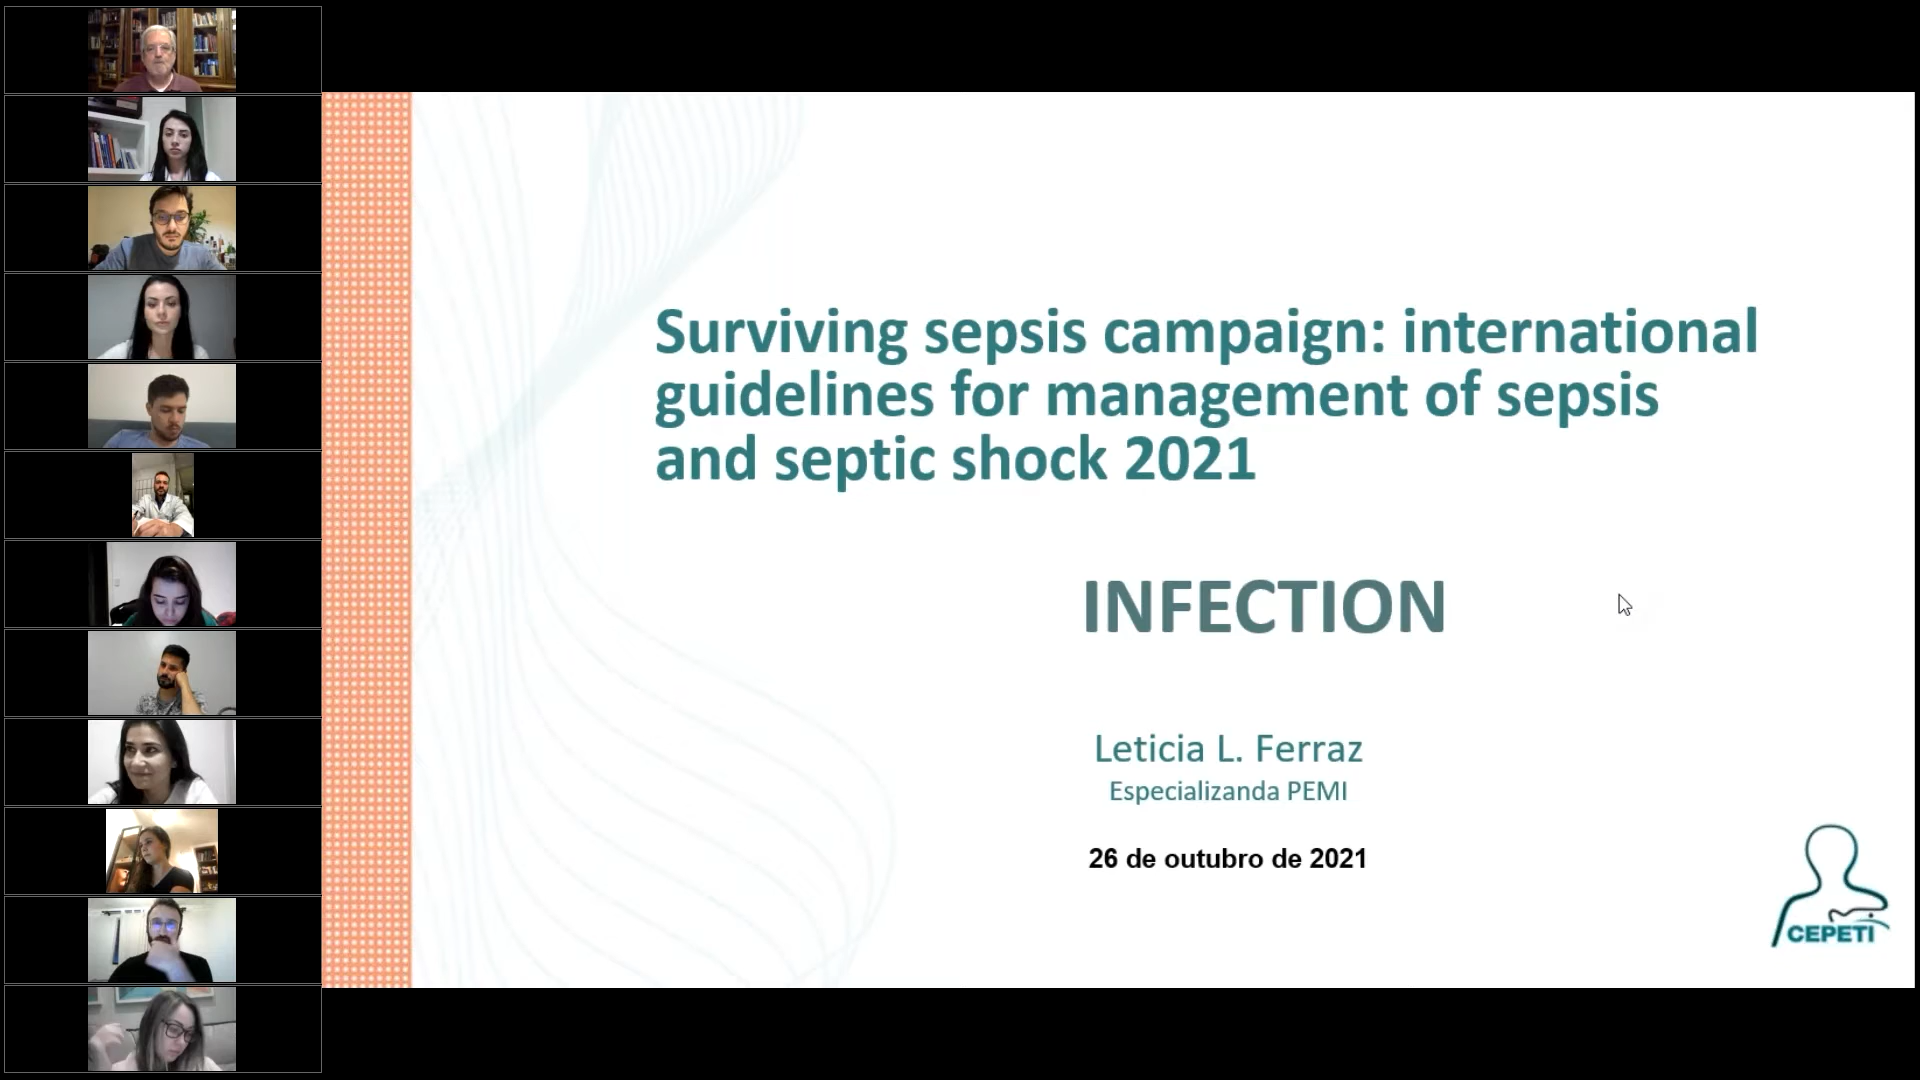 Surviving sepsis campaign: international
guidelines for management of sepsis
and septic shock 2021
INFECTION
Leticia L. Ferraz
Especializanda PEMI
26 de outubro de 2021
CEPETI